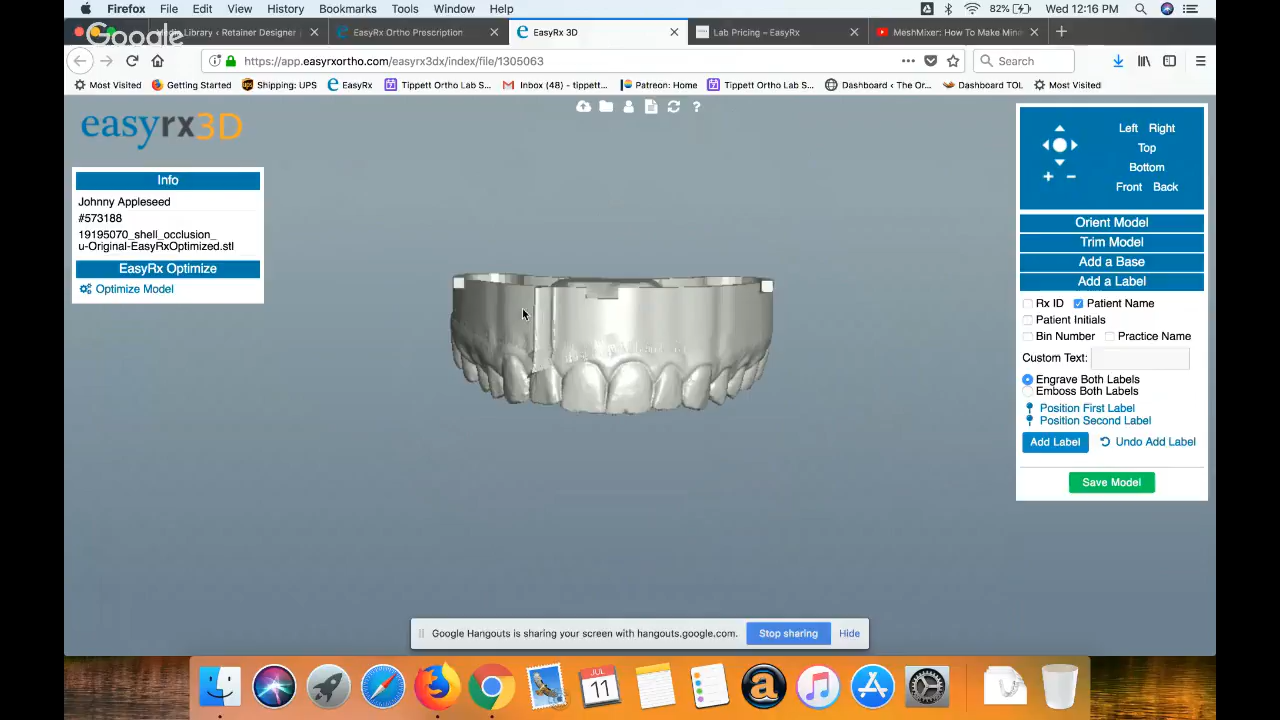 Firefox File Edit View History Bookmarks Tools Window Help 82% Wed 12:16 PM
Google
Library ‹ Retainer Designer
EasyRx Ortho Prescription
EasyRx 3D
Lab Pricing – EasyRx
MeshMixer: How To Make Mino
https://app.easyrxortho.com/easyrx3dx/index/file/1305063
Search
Most Visited Getting Started Shipping: UPS EasyRx Tippett Ortho Lab S... Inbox (48) - tippett... Patreon: Home Tippett Ortho Lab S... Dashboard ‹ The Or... Dashboard TOL Most Visited
easyrx3D
Info
Johnny Appleseed
#573188
19195070_shell_occlusion_
u-Original-EasyRxOptimized.stl
EasyRx Optimize
Optimize Model
Left Right
Top
Bottom
Front Back
Orient Model
Trim Model
Add a Base
Add a Label
Rx ID Patient Name
Patient Initials
Bin Number Practice Name
Custom Text:
Engrave Both Labels
Emboss Both Labels
Position First Label
Position Second Label
Add Label Undo Add Label
Save Model
Google Hangouts is sharing your screen with hangouts.google.com. Stop sharing Hide
JUL
11
a